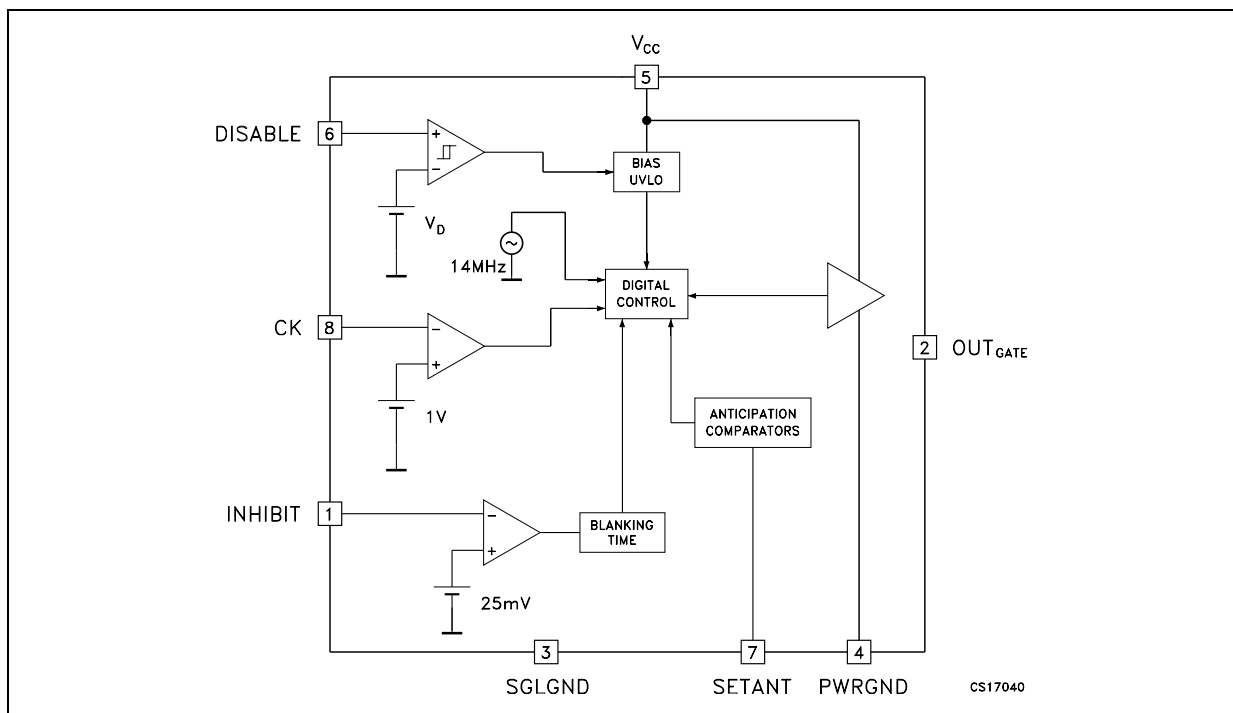 VCC
5
DISABLE 6
+
−
BIAS
UVLO
VD
~
14MHz
DIGITAL
CONTROL
CK 8
−
+
2 OUTGATE
1V
ANTICIPATION
COMPARATORS
INHIBIT 1
−
+
BLANKING
TIME
25mV
3 7 4
SGLGND SETANT PWRGND
CS17040